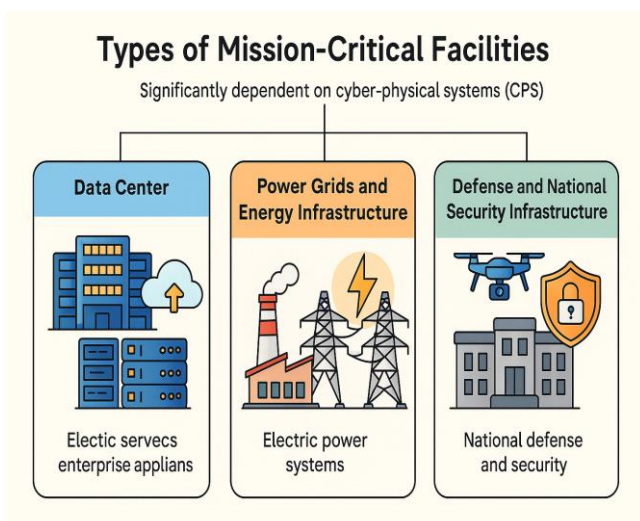 Types of Mission-Critical Facilities
Significantly dependent on cyber-physical systems (CPS)
Data Center
Electic servecs
enterprise applians
Power Grids and
Energy Infrastructure
Electric power
systems
Defense and National
Security Infrastructure
National defense
and security